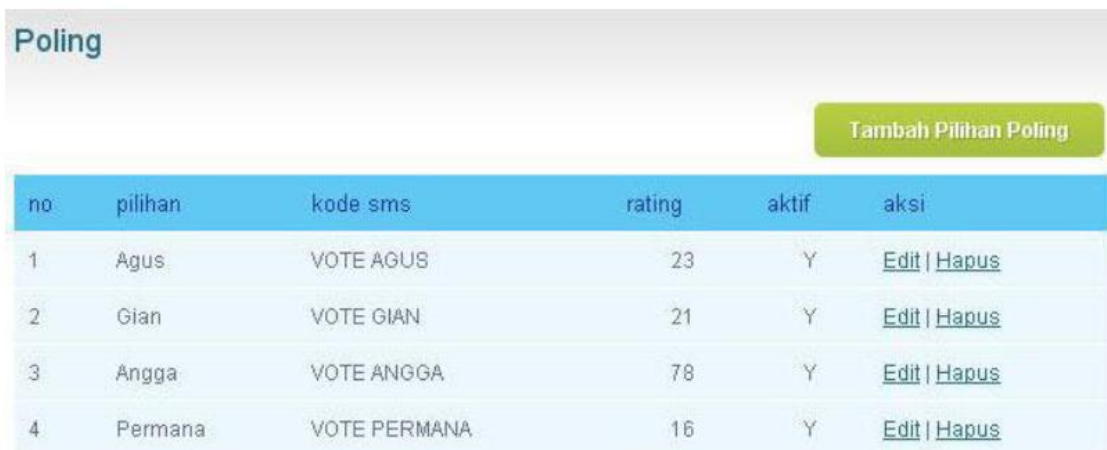 Poling
Tambah Pilihan Poling
no pilihan kode sms rating aktif aksi
1 Agus VOTE AGUS 23 Y Edit | Hapus
2 Gian VOTE GIAN 21 Y Edit | Hapus
3 Angga VOTE ANGGA 78 Y Edit | Hapus
4 Permana VOTE PERMANA 16 Y Edit | Hapus